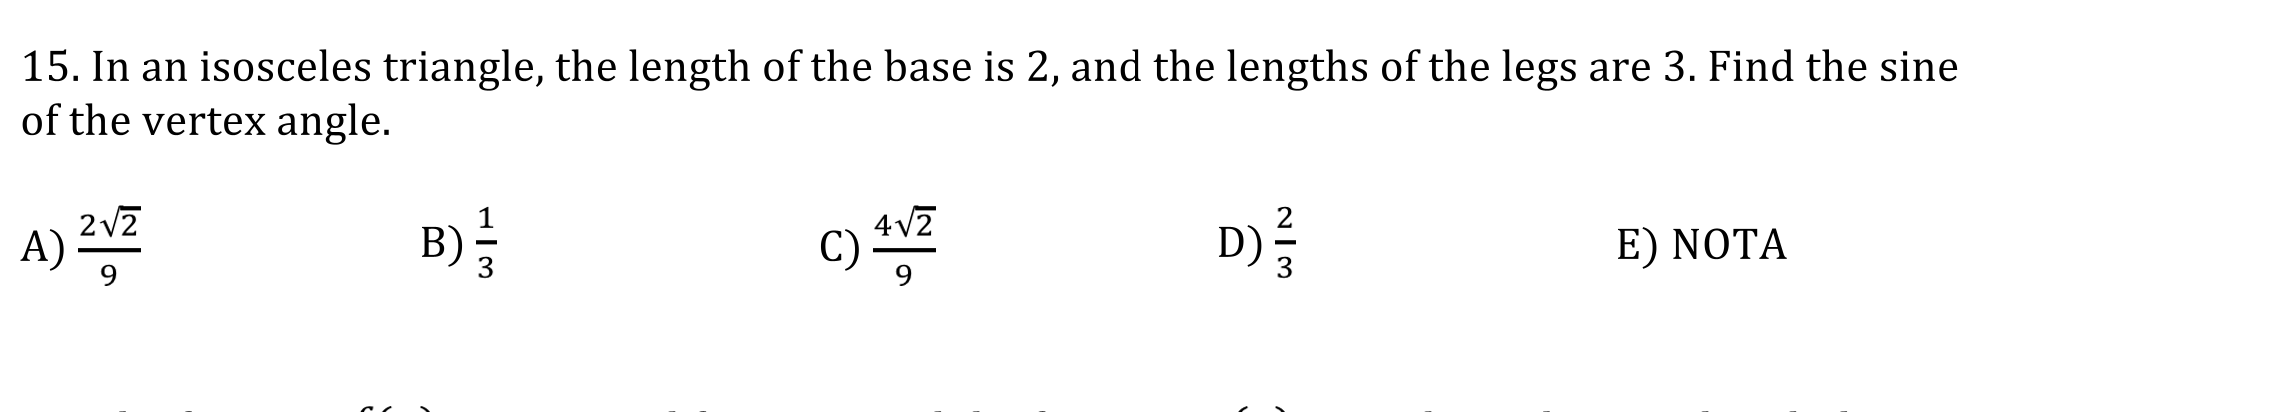 15. In an isosceles triangle, the length of the base is 2, and the lengths of the legs are 3. Find the sine
of the vertex angle.
A) 2√2/9 B) 1/3 C) 4√2/9 D) 2/3 E) NOTA